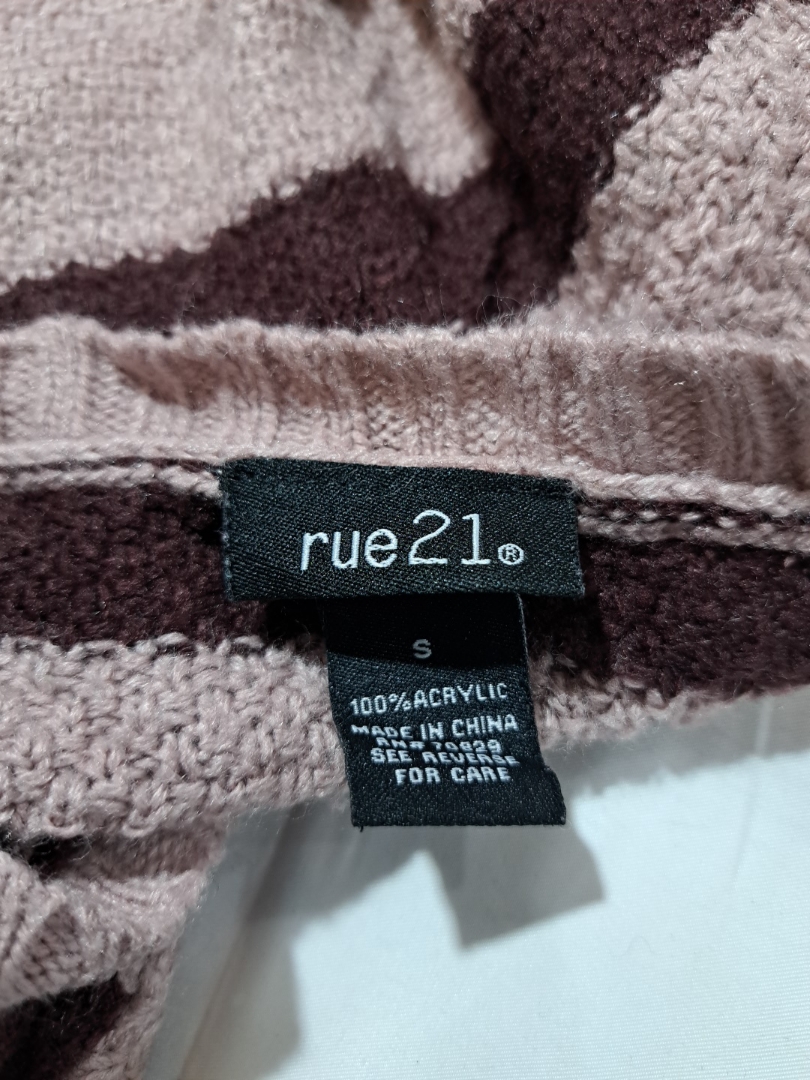 rue21®
S
100% ACRYLIC
MADE IN CHINA
RN# 70829
SEE REVERSE
FOR CARE